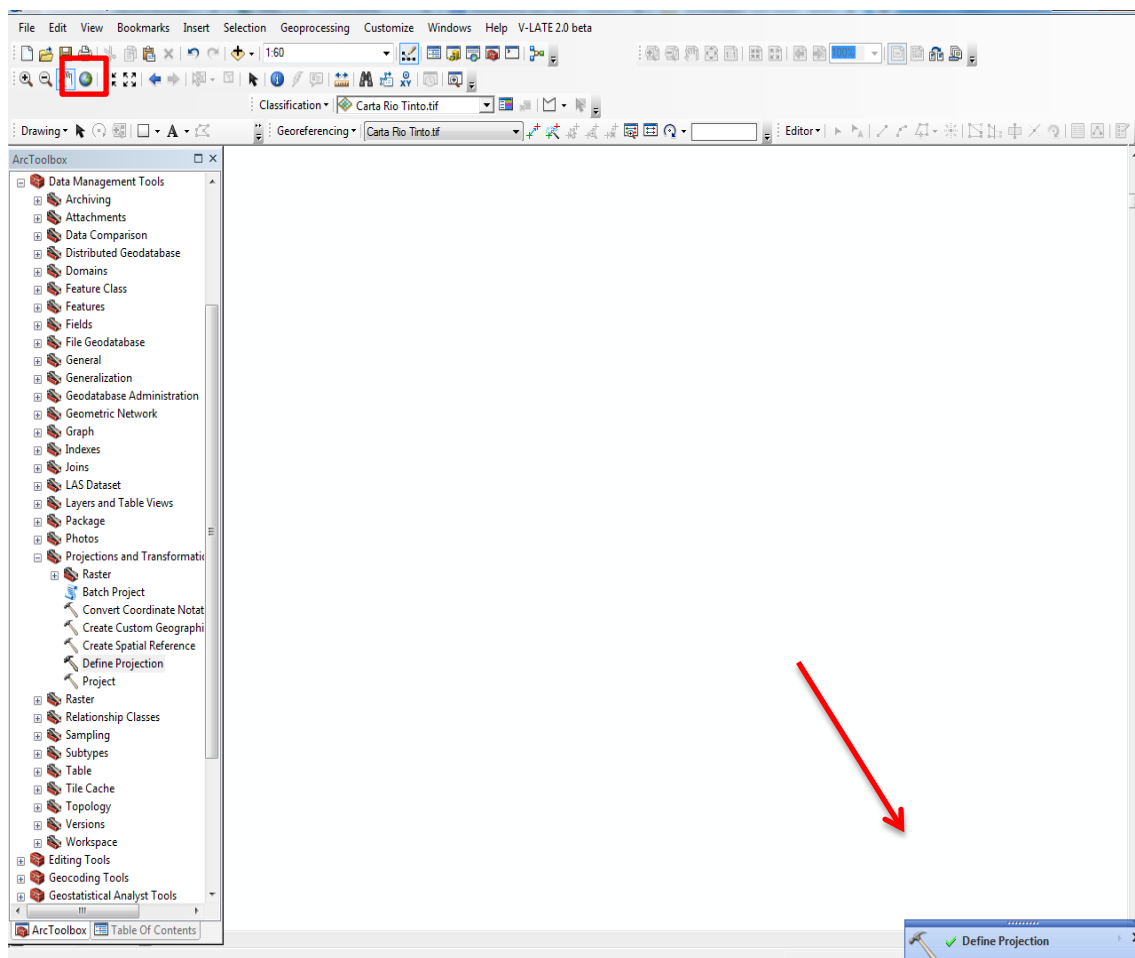 File Edit View Bookmarks Insert Selection Geoprocessing Customize Windows Help V-LATE 2.0 beta
1:60
100%
Classification Carta Rio Tinto.tif
Drawing A Georeferencing Carta Rio Tinto.tif Editor
ArcToolbox
Data Management Tools
Archiving
Attachments
Data Comparison
Distributed Geodatabase
Domains
Feature Class
Features
Fields
File Geodatabase
General
Generalization
Geodatabase Administration
Geometric Network
Graph
Indexes
Joins
LAS Dataset
Layers and Table Views
Package
Photos
Projections and Transformatic
Raster
Batch Project
Convert Coordinate Notat
Create Custom Geographi
Create Spatial Reference
Define Projection
Project
Raster
Relationship Classes
Sampling
Subtypes
Table
Tile Cache
Topology
Versions
Workspace
Editing Tools
Geocoding Tools
Geostatistical Analyst Tools
ArcToolbox Table Of Contents
Define Projection